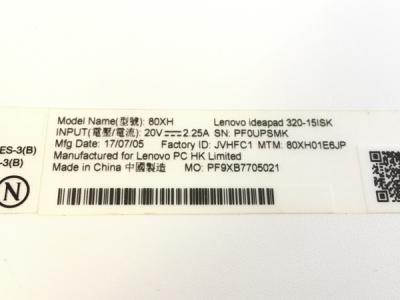 Model Name(型號): 80XH Lenovo ideapad 320-15ISK
INPUT(電壓/電流): 20V⎓2.25A SN: PF0UPSMK
ES-3(B) Mfg Date: 17/07/05 Factory ID: JVHFC1 MTM: 80XH01E6JP
-3(B) Manufactured for Lenovo PC HK Limited
Made in China 中國製造 MO: PF9XB7705021
N